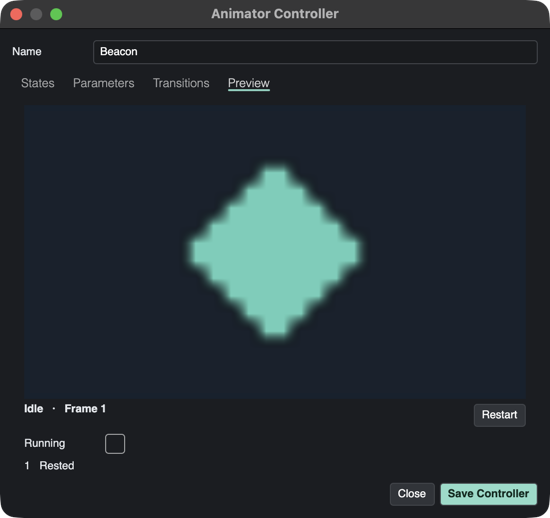 Animator Controller
Name Beacon
States Parameters Transitions Preview
Idle · Frame 1
Restart
Running
1 Rested
Close Save Controller